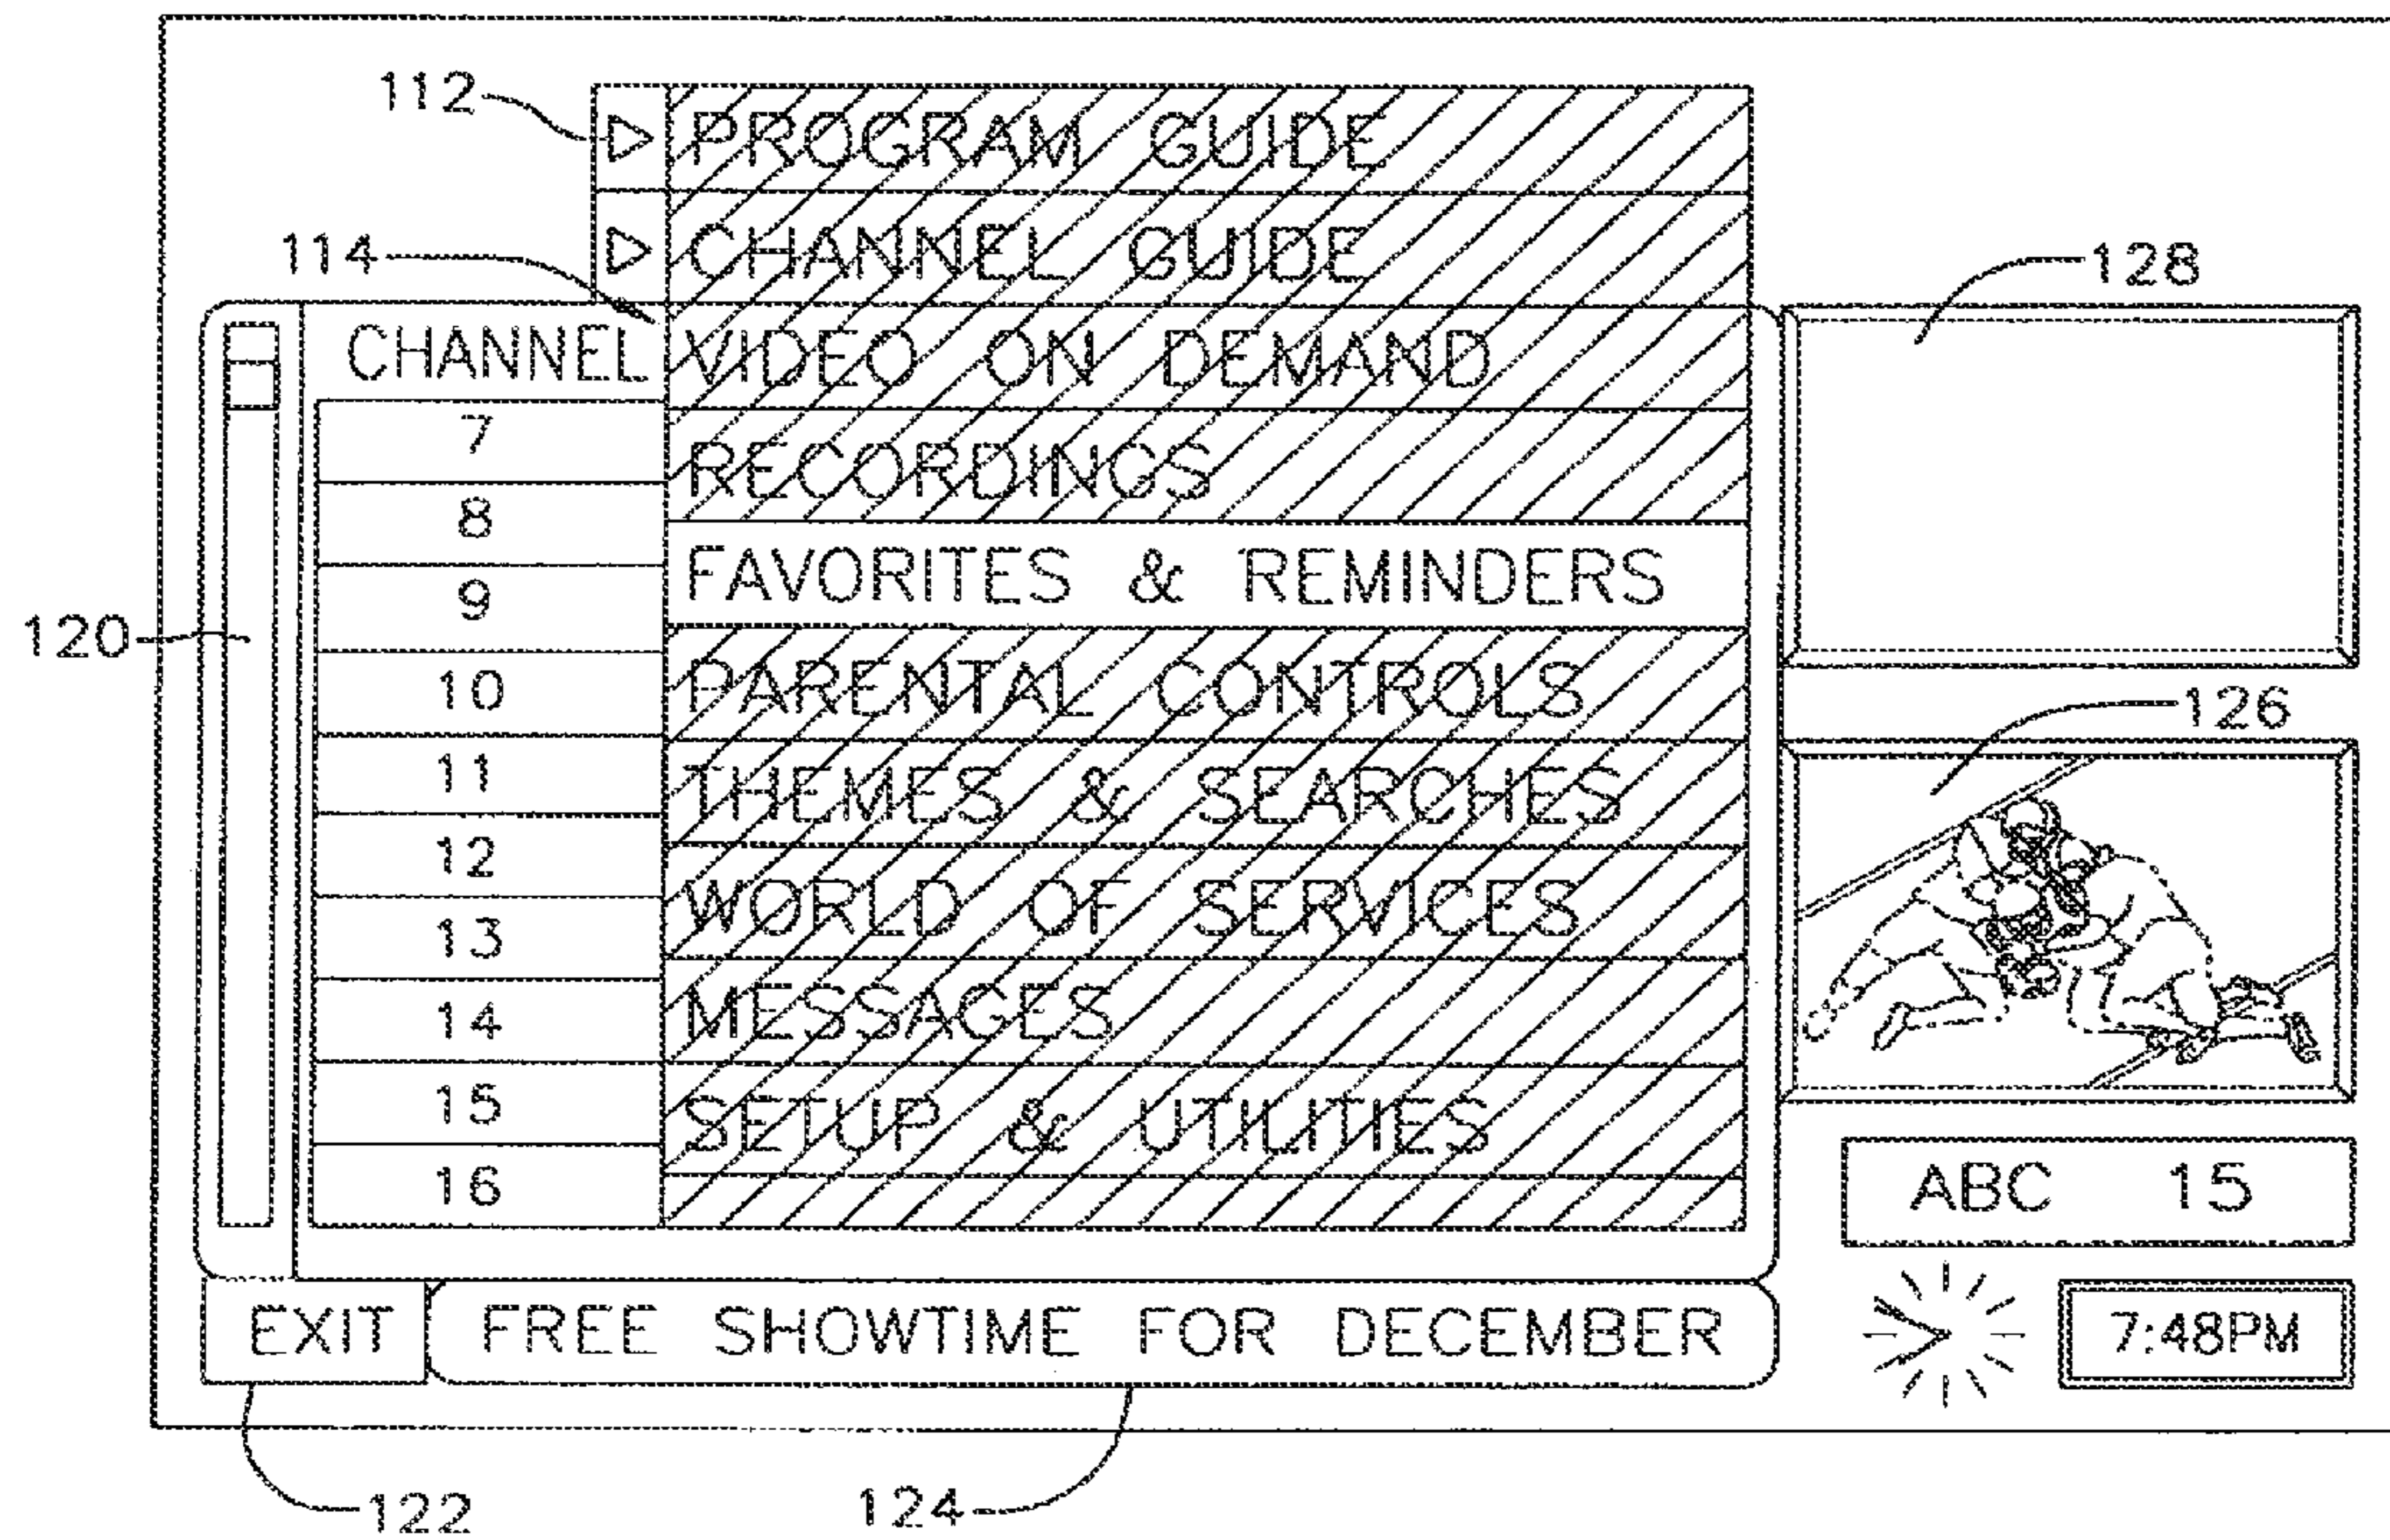 112
PROGRAM GUIDE
114
CHANNEL GUIDE
128
CHANNEL
VIDEO ON DEMAND
7
RECORDINGS
8
FAVORITES & REMINDERS
9
120
10
PARENTAL CONTROLS
126
11
THEMES & SEARCHES
12
WORLD OF SERVICES
13
14
MESSAGES
15
SETUP & UTILITIES
16
ABC 15
EXIT
FREE SHOWTIME FOR DECEMBER
7:48PM
122
124